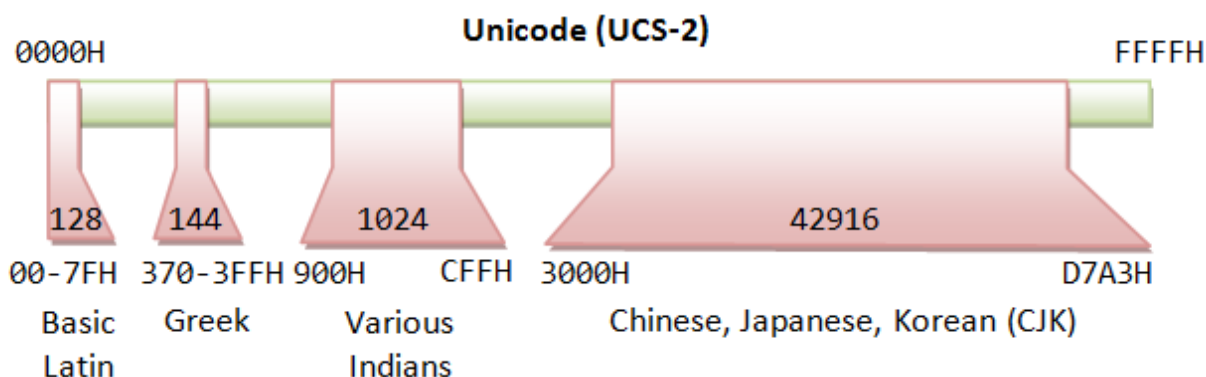 Unicode (UCS-2)
0000H FFFFH
128 144 1024 42916
00-7FH 370-3FFH 900H CFFH 3000H D7A3H
Basic Greek Various Chinese, Japanese, Korean (CJK)
Latin Indians